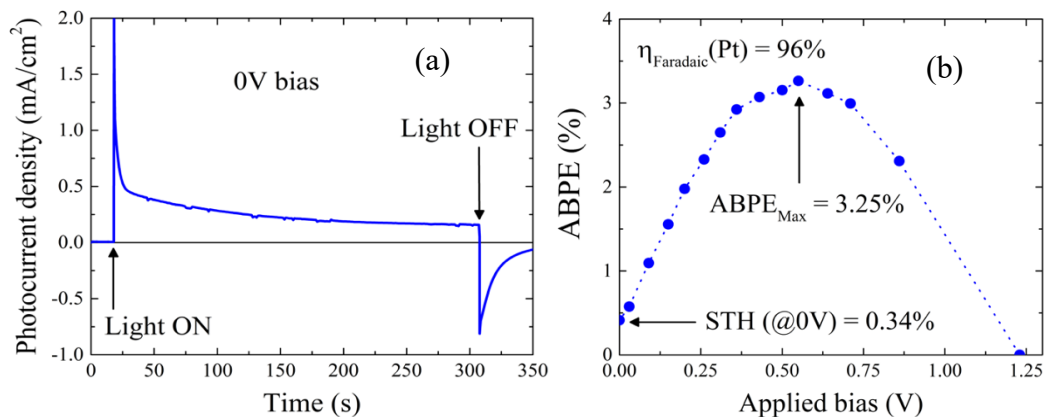 2.0
1.5
1.0
0.5
0.0
-0.5
-1.0
Photocurrent density (mA/cm²)
(a)
0V bias
Light OFF
Light ON
0 50 100 150 200 250 300 350
Time (s)
4
3
2
1
0
ABPE (%)
η_Faradaic(Pt) = 96%
(b)
ABPE_Max = 3.25%
STH (@0V) = 0.34%
0.00 0.25 0.50 0.75 1.00 1.25
Applied bias (V)